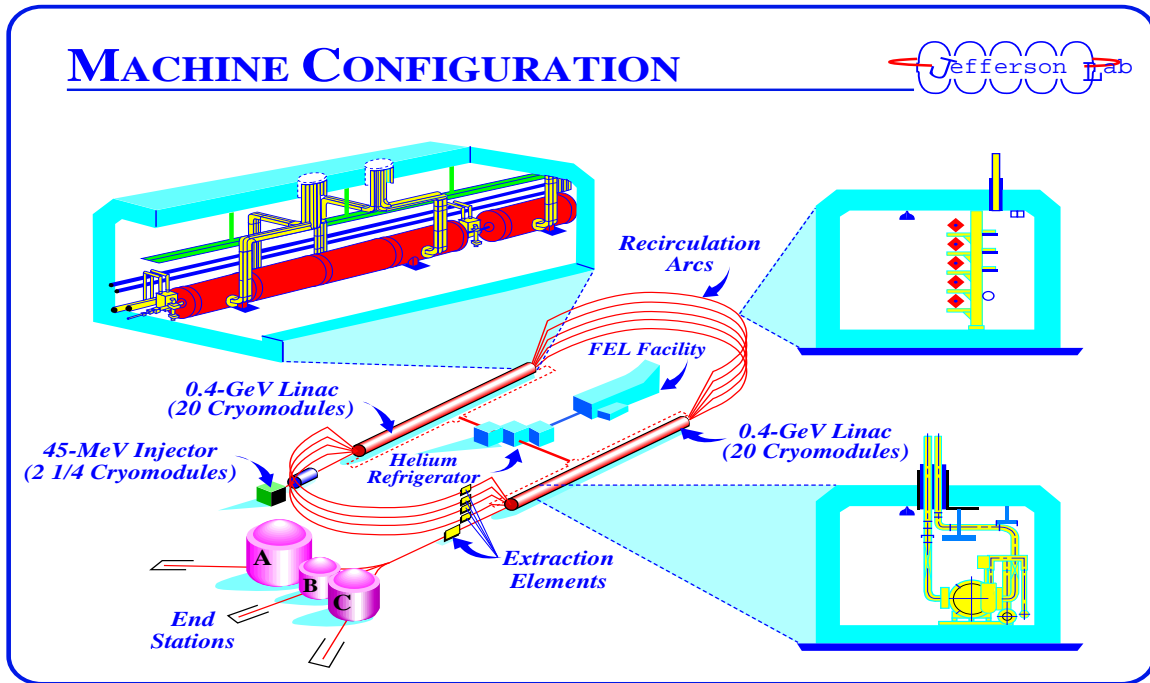 MACHINE CONFIGURATION
Jefferson Lab
Recirculation
Arcs
FEL Facility
0.4-GeV Linac
(20 Cryomodules)
0.4-GeV Linac
(20 Cryomodules)
45-MeV Injector
(2 1/4 Cryomodules)
Helium
Refrigerator
Extraction
Elements
A
B
C
End
Stations